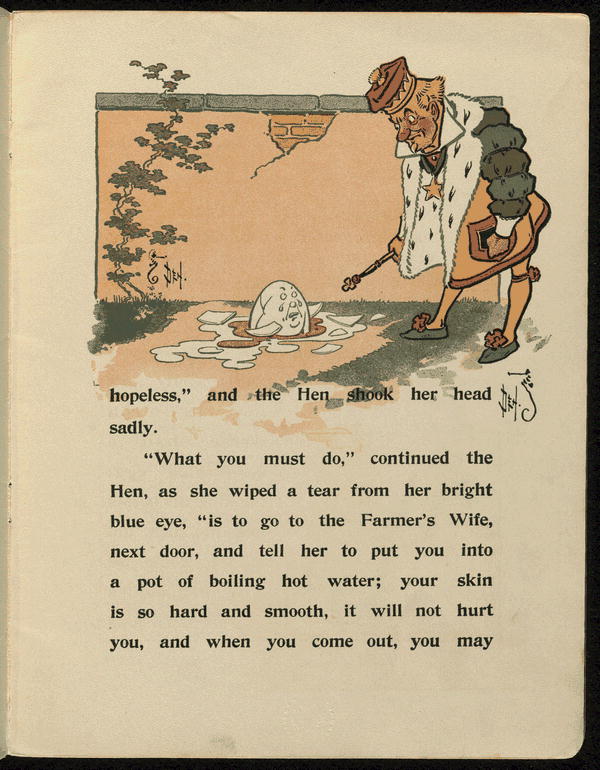 DEN.
DEN.
hopeless,” and the Hen shook her head
sadly.
“What you must do,” continued the
Hen, as she wiped a tear from her bright
blue eye, “is to go to the Farmer’s Wife,
next door, and tell her to put you into
a pot of boiling hot water; your skin
is so hard and smooth, it will not hurt
you, and when you come out, you may